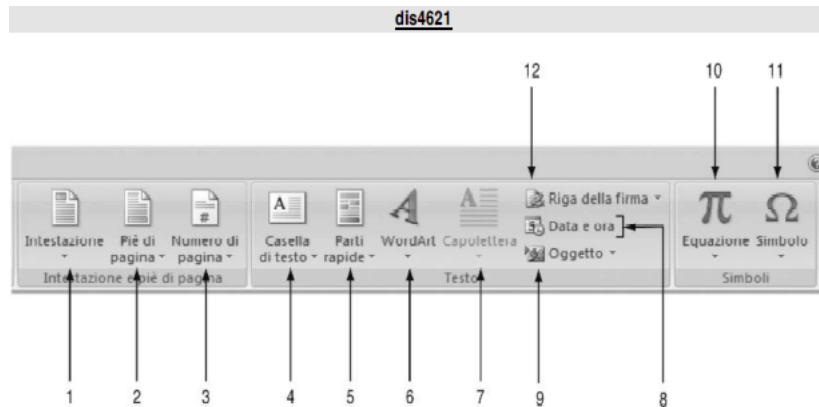 dis4621
12 10 11
Intestazione Piè di pagina Numero di pagina
Casella di testo Parti rapide WordArt Capolettera
Riga della firma
Data e ora
Oggetto
Equazione Simbolo
Intestazione e piè di pagina Testo Simboli
1 2 3 4 5 6 7 9 8